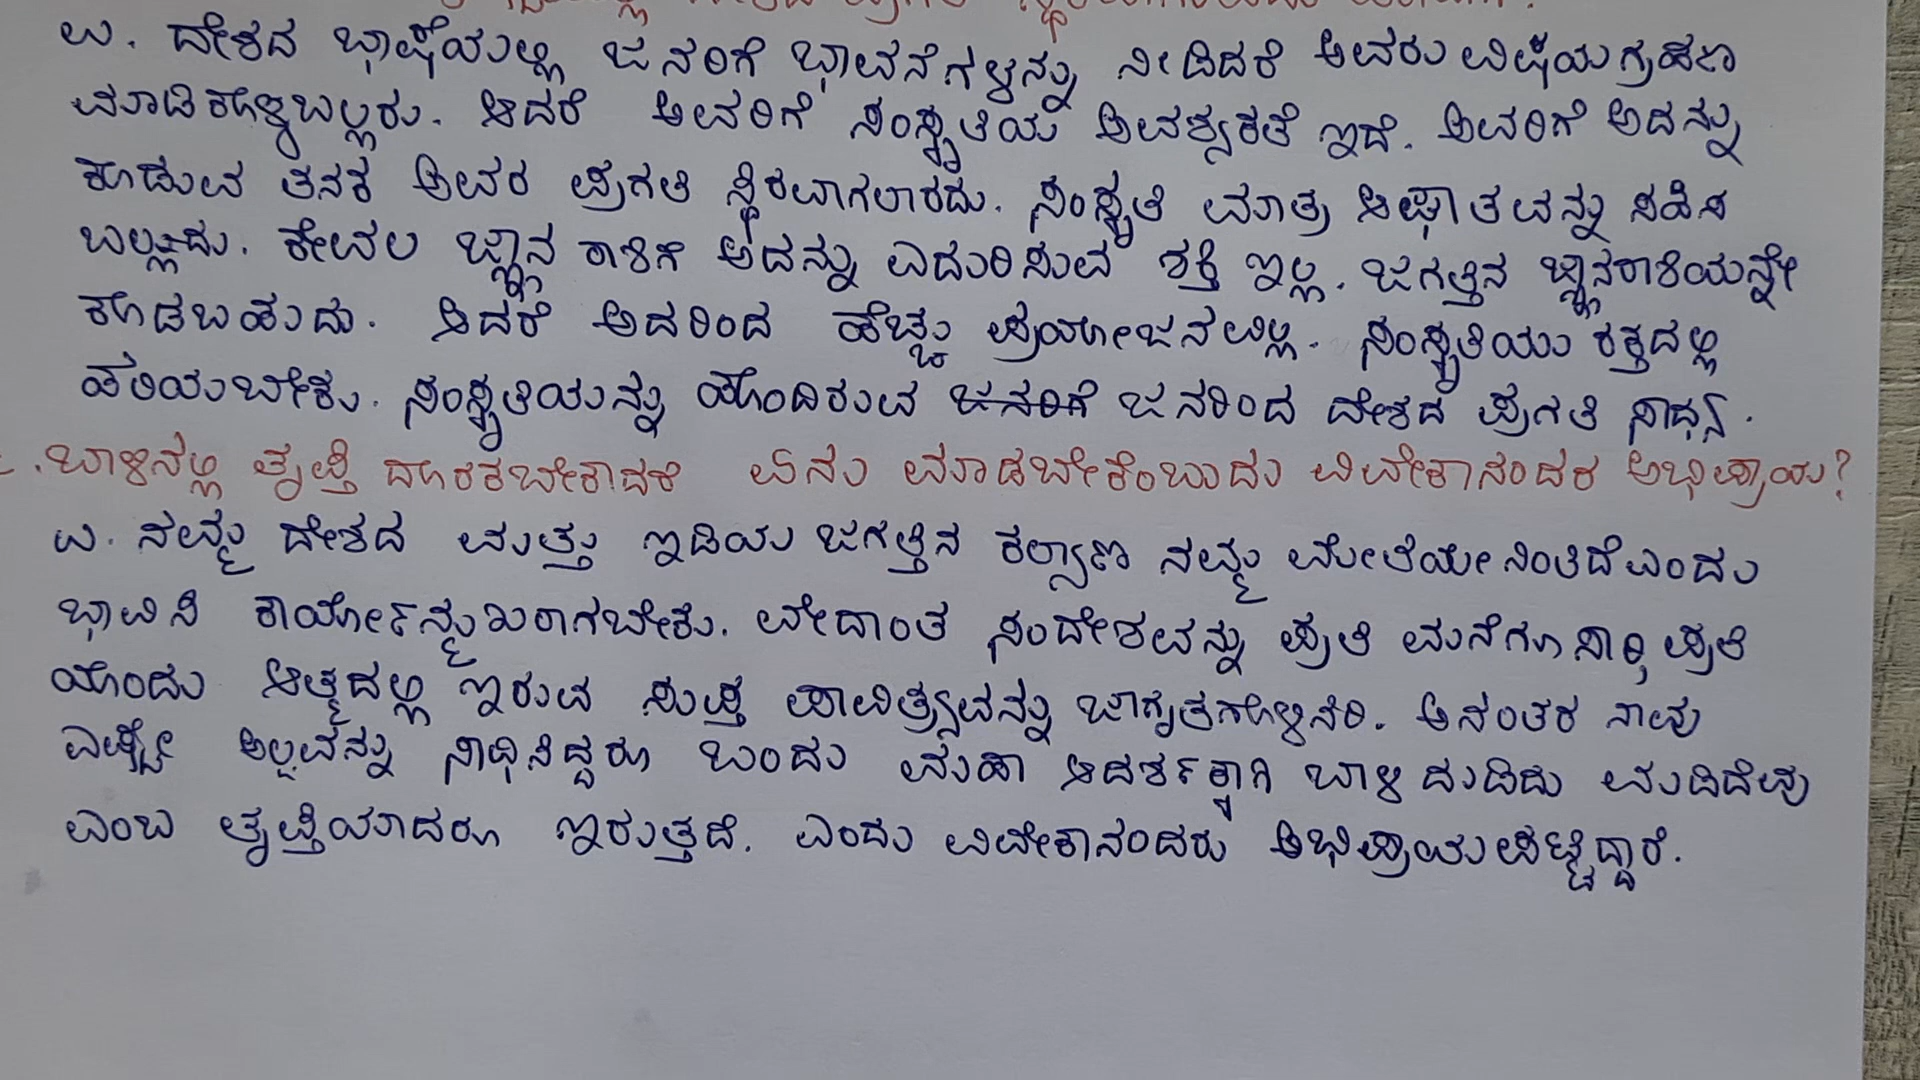 ಉ. ದೇಶದ ಭಾಷೆಯಲ್ಲಿ ಜನರಿಗೆ ಭಾವನೆಗಳನ್ನು ನೀಡಿದರೆ ಅವರು ವಿಷಯಗ್ರಹಣ
ಮಾಡಿಕೊಳ್ಳಬಲ್ಲರು. ಆದರೆ ಅವರಿಗೆ ಸಂಸ್ಕೃತಿಯ ಅವಶ್ಯಕತೆ ಇದೆ. ಅವರಿಗೆ ಅದನ್ನು
ಕೊಡುವ ತನಕ ಅವರ ಪ್ರಗತಿ ಸ್ಥಿರವಾಗಲಾರದು. ಸಂಸ್ಕೃತಿ ಮಾತ್ರ ಆಘಾತವನ್ನು ಸಹಿಸ
ಬಲ್ಲುದು. ಕೇವಲ ಜ್ಞಾನ ರಾಶಿಗೆ ಅದನ್ನು ಎದುರಿಸುವ ಶಕ್ತಿ ಇಲ್ಲ. ಜಗತ್ತಿನ ಜ್ಞಾನರಾಶಿಯನ್ನೇ
ಕೊಡಬಹುದು. ಆದರೆ ಅದರಿಂದ ಹೆಚ್ಚು ಪ್ರಯೋಜನವಿಲ್ಲ. ಸಂಸ್ಕೃತಿಯು ರಕ್ತದಲ್ಲಿ
ಹರಿಯಬೇಕು. ಸಂಸ್ಕೃತಿಯನ್ನು ಹೊಂದಿರುವ ಜನರಿಗೆ ಜನರಿಂದ ದೇಶದ ಪ್ರಗತಿ ಸಾಧ್ಯ.
ಬಾಳಿನಲ್ಲಿ ತೃಪ್ತಿ ದೊರಕಬೇಕಾದರೆ ಏನು ಮಾಡಬೇಕೆಂಬುದು ವಿವೇಕಾನಂದರ ಅಭಿಪ್ರಾಯ?
ಉ. ನಮ್ಮ ದೇಶದ ಮತ್ತು ಇಡಿಯ ಜಗತ್ತಿನ ಕಲ್ಯಾಣ ನಮ್ಮ ಮೇಲೆಯೇ ನಿಂತಿದೆ ಎಂದು
ಭಾವಿಸಿ ಕಾರ್ಯೋನ್ಮುಖರಾಗಬೇಕು. ವೇದಾಂತ ಸಂದೇಶವನ್ನು ಪ್ರತಿ ಮನೆಗೂ ಸಾರಿ ಪ್ರತಿ
ಯೊಂದು ಆತ್ಮದಲ್ಲಿ ಇರುವ ಸುಪ್ತ ಪಾವಿತ್ರ್ಯವನ್ನು ಜಾಗೃತಗೊಳಿಸಿರಿ. ಅನಂತರ ನಾವು
ಎಷ್ಟೇ ಅಲ್ಪವನ್ನು ಸಾಧಿಸಿದ್ದರೂ ಒಂದು ಮಹಾ ಆದರ್ಶಕ್ಕಾಗಿ ಬಾಳಿ ದುಡಿದು ಮಡಿದೆವು
ಎಂಬ ತೃಪ್ತಿಯಾದರೂ ಇರುತ್ತದೆ. ಎಂದು ವಿವೇಕಾನಂದರು ಅಭಿಪ್ರಾಯಪಟ್ಟಿದ್ದಾರೆ.